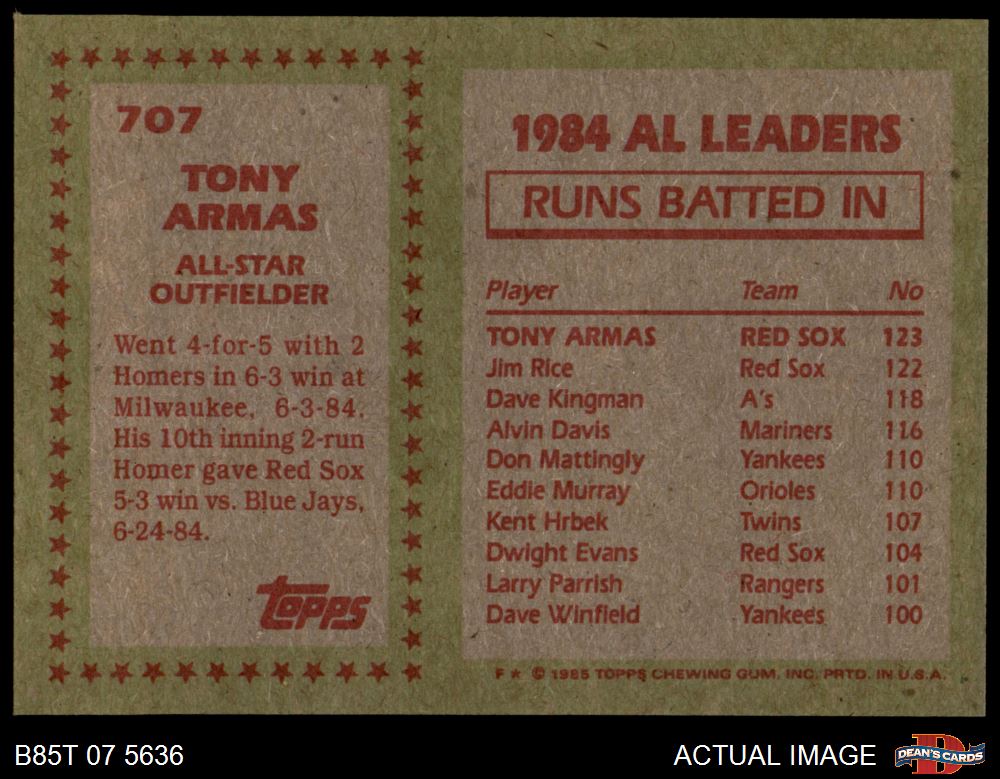 707
TONY
ARMAS
ALL-STAR
OUTFIELDER
Went 4-for-5 with 2
Homers in 6-3 win at
Milwaukee, 6-3-84.
His 10th inning 2-run
Homer gave Red Sox
5-3 win vs. Blue Jays,
6-24-84.
topps
1984 AL LEADERS
RUNS BATTED IN
Player Team No
TONY ARMAS RED SOX 123
Jim Rice Red Sox 122
Dave Kingman A's 118
Alvin Davis Mariners 116
Don Mattingly Yankees 110
Eddie Murray Orioles 110
Kent Hrbek Twins 107
Dwight Evans Red Sox 104
Larry Parrish Rangers 101
Dave Winfield Yankees 100
F * © 1985 TOPPS CHEWING GUM, INC. PRTD. IN U.S.A.
B85T 07 5636
ACTUAL IMAGE
D
DEAN'S CARDS